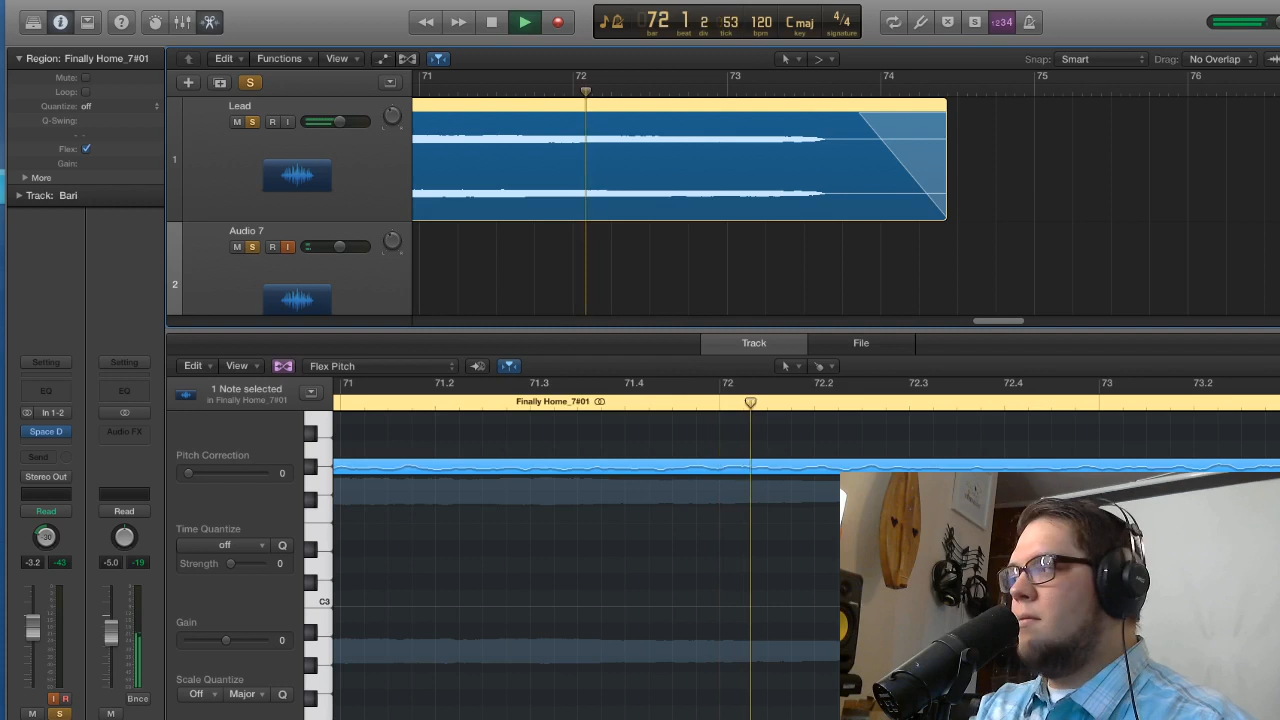 72 1 2 53 120 C maj 4/4
bar beat div tick bpm key signature
1234
Region: Finally Home_7#01
Edit Functions View
Snap: Smart Drag: No Overlap
Mute:
Loop:
Quantize: off
Q-Swing:
Flex:
Gain:
More
Track: Bari
S
71 72 73 74 75 76
1
Lead
M S R I
L R
2
Audio 7
M S R I
L R
Track File
Edit View Flex Pitch
1 Note selected
in Finally Home_7#01
71 71.2 71.3 71.4 72 72.2 72.3 72.4 73 73.2
Finally Home_7#01
Pitch Correction
0
Time Quantize
off Q
Strength 0
Gain
0
Scale Quantize
Off Major Q
C3
Setting Setting
EQ EQ
In 1-2
Space D Audio FX
Send
Stereo Out
Read Read
-30
-3.2 -43 -5.0 -19
I R Bnce
M S M